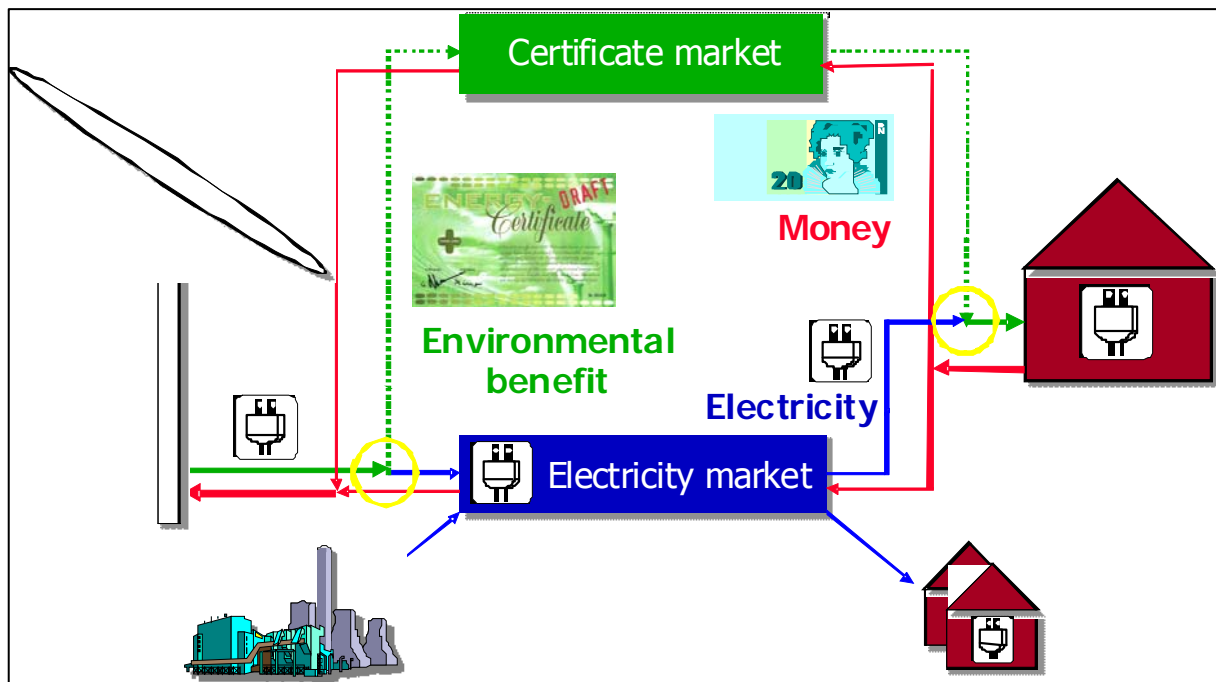 Certificate market
20
ENERGY
DRAFT
Certificate
Money
Environmental
benefit
Electricity
Electricity market